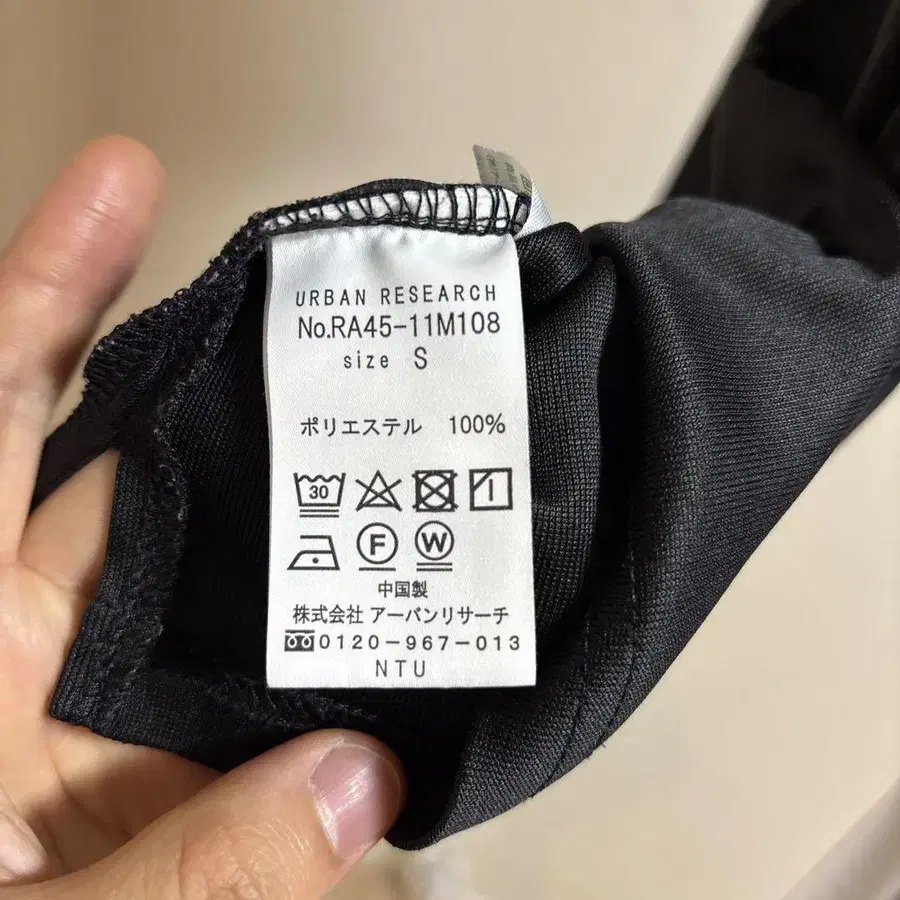 URBAN RESEARCH
No.RA45-11M108
size S
ポリエステル 100%
30
F W
中国製
株式会社 アーバンリサーチ
0120-967-013
NTU